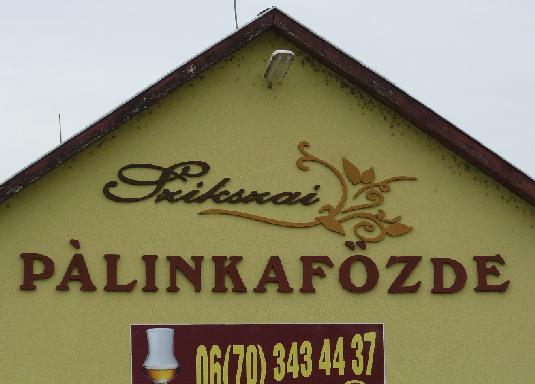 Szikszai
PÀLINKAFÖZDE
06(70) 343 44 37